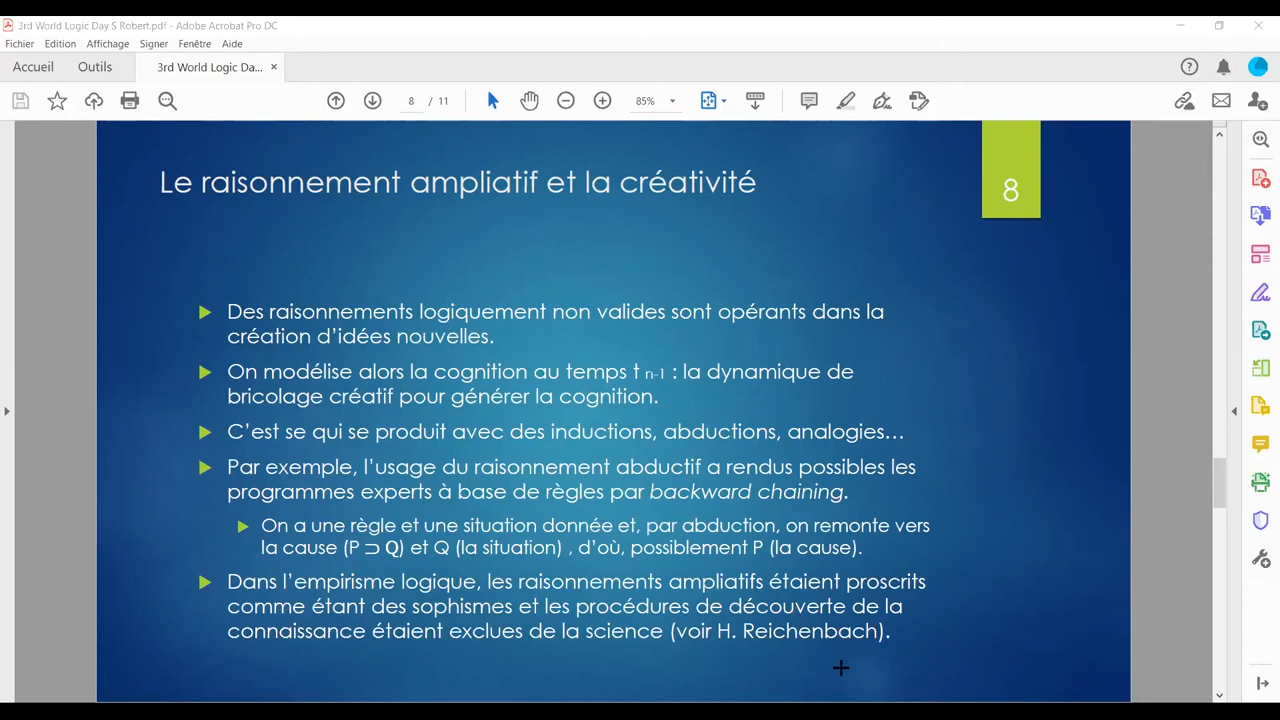 3rd World Logic Day S Robert.pdf - Adobe Acrobat Pro DC
Fichier Edition Affichage Signer Fenêtre Aide
Accueil Outils 3rd World Logic Da... ×
8 / 11 85%
Le raisonnement ampliatif et la créativité
8
Des raisonnements logiquement non valides sont opérants dans la
création d’idées nouvelles.
On modélise alors la cognition au temps t n-1 : la dynamique de
bricolage créatif pour générer la cognition.
C’est se qui se produit avec des inductions, abductions, analogies…
Par exemple, l’usage du raisonnement abductif a rendus possibles les
programmes experts à base de règles par backward chaining.
On a une règle et une situation donnée et, par abduction, on remonte vers
la cause (P ⊃ Q) et Q (la situation) , d’où, possiblement P (la cause).
Dans l’empirisme logique, les raisonnements ampliatifs étaient proscrits
comme étant des sophismes et les procédures de découverte de la
connaissance étaient exclues de la science (voir H. Reichenbach).